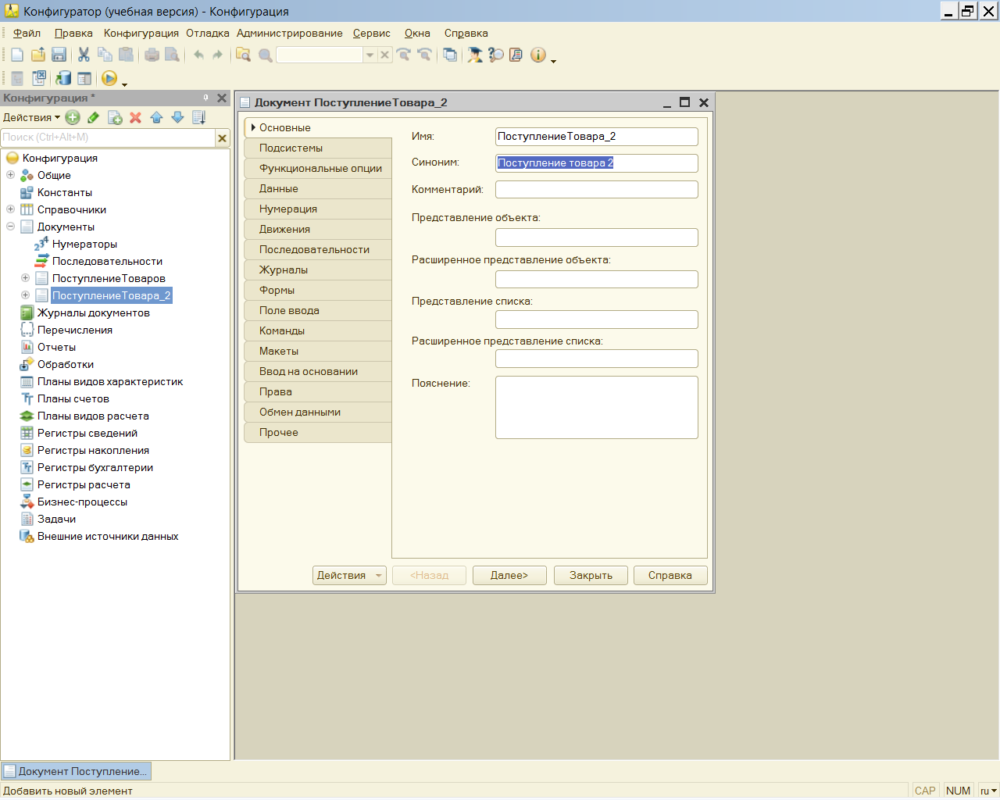 Конфигуратор (учебная версия) - Конфигурация
Файл Правка Конфигурация Отладка Администрирование Сервис Окна Справка
Конфигурация *
Действия
Поиск (Ctrl+Alt+M)
Конфигурация
Общие
Константы
Справочники
Документы
Нумераторы
Последовательности
ПоступлениеТоваров
ПоступлениеТовара_2
Журналы документов
Перечисления
Отчеты
Обработки
Планы видов характеристик
Планы счетов
Планы видов расчета
Регистры сведений
Регистры накопления
Регистры бухгалтерии
Регистры расчета
Бизнес-процессы
Задачи
Внешние источники данных
Документ ПоступлениеТовара_2
Основные
Подсистемы
Функциональные опции
Данные
Нумерация
Движения
Последовательности
Журналы
Формы
Поле ввода
Команды
Макеты
Ввод на основании
Права
Обмен данными
Прочее
Имя: ПоступлениеТовара_2
Синоним: Поступление товара 2
Комментарий:
Представление объекта:
Расширенное представление объекта:
Представление списка:
Расширенное представление списка:
Пояснение:
Действия <Назад Далее> Закрыть Справка
Документ Поступление...
Добавить новый элемент CAP NUM ru